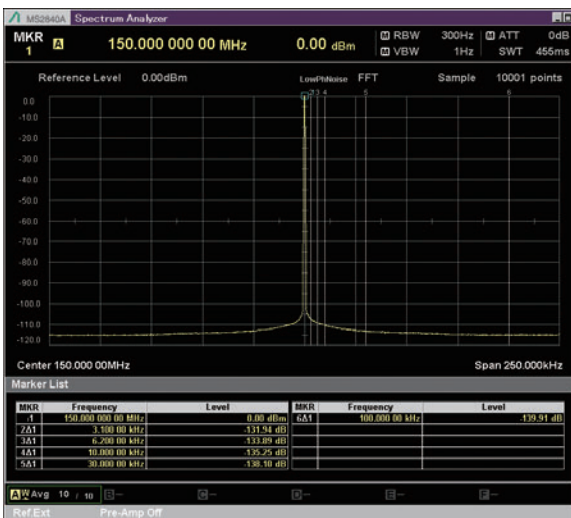 MS2840A Spectrum Analyzer
MKR 1 A 150.000 000 00 MHz 0.00 dBm RBW 300Hz ATT 0dB
VBW 1Hz SWT 455ms
Reference Level 0.00dBm LowPhNoise FFT Sample 10001 points
2 3 4 5 6
0.0
-10.0
-20.0
-30.0
-40.0
-50.0
-60.0
-70.0
-80.0
-90.0
-100.0
-110.0
-120.0
Center 150.000 00MHz Span 250.000kHz
Marker List
MKR Frequency Level MKR Frequency Level
1 150.000 000 00 MHz 0.00 dBm 6Δ1 100.000 00 kHz -139.91 dB
2Δ1 3.100 00 kHz -131.94 dB
3Δ1 6.200 00 kHz -133.89 dB
4Δ1 10.000 00 kHz -135.25 dB
5Δ1 30.000 00 kHz -138.10 dB
A W Avg 10 / 10 B-- C-- D-- E-- F--
Ref.Ext Pre-Amp Off